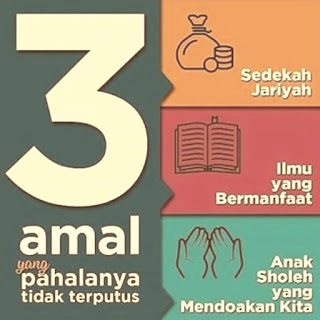 3
amal
yang
pahalanya
tidak terputus
Sedekah
Jariyah
Ilmu
yang
Bermanfaat
Anak
Sholeh
yang
Mendoakan Kita